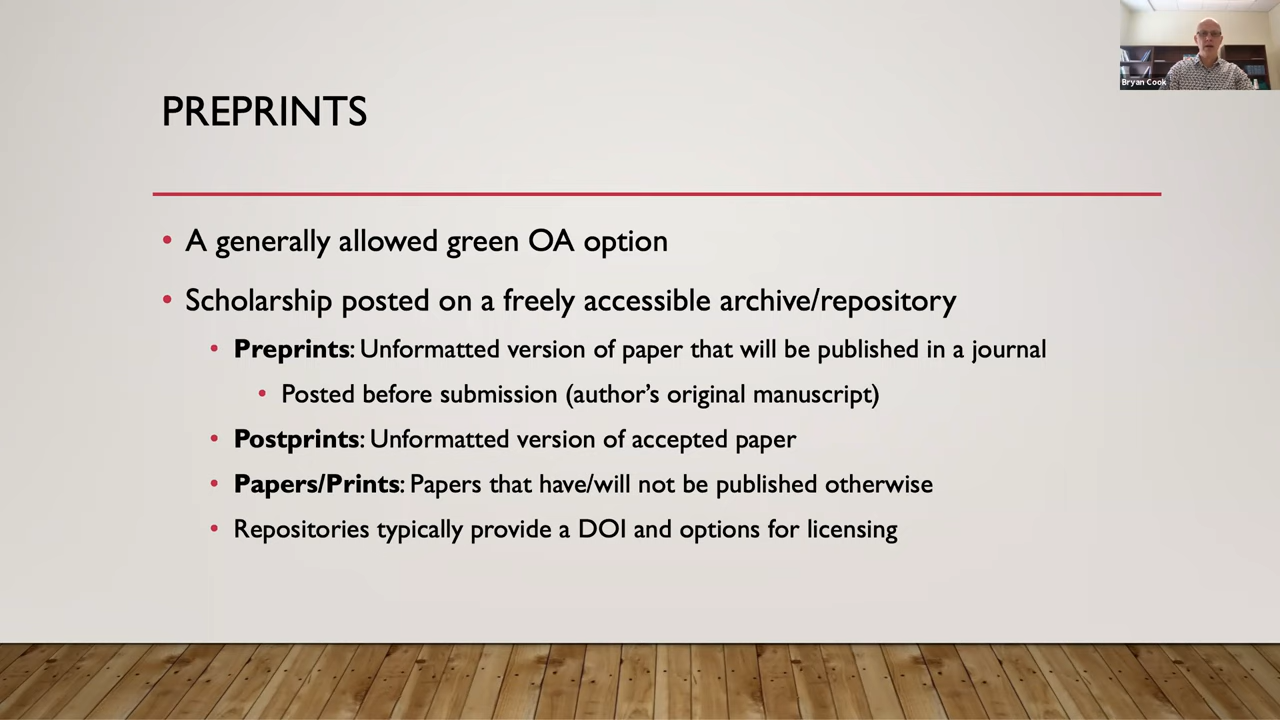 Bryan Cook
PREPRINTS
• A generally allowed green OA option
• Scholarship posted on a freely accessible archive/repository
• Preprints: Unformatted version of paper that will be published in a journal
• Posted before submission (author's original manuscript)
• Postprints: Unformatted version of accepted paper
• Papers/Prints: Papers that have/will not be published otherwise
• Repositories typically provide a DOI and options for licensing